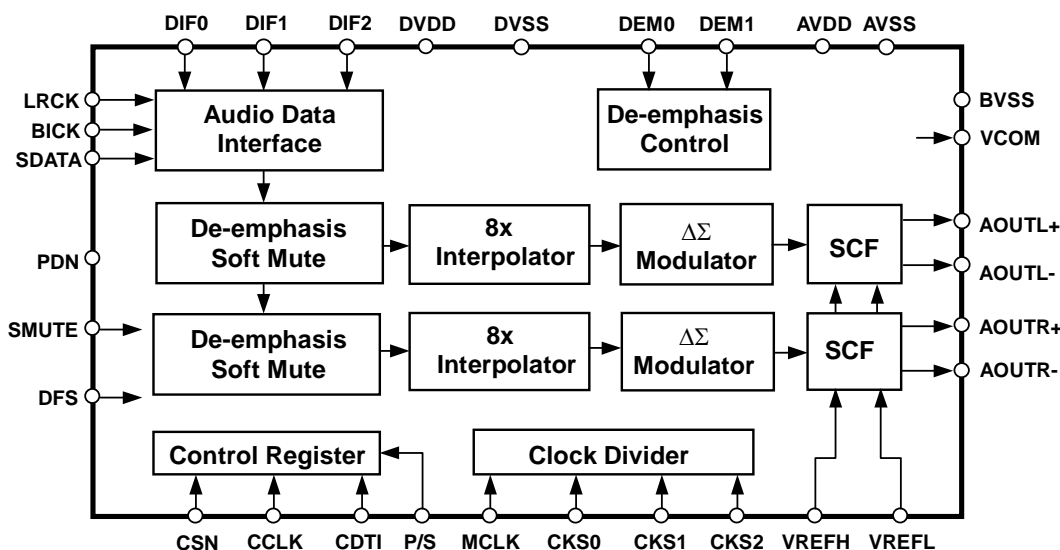 DIF0 DIF1 DIF2 DVDD DVSS DEM0 DEM1 AVDD AVSS
LRCK
BICK
SDATA
Audio Data
Interface
De-emphasis
Control
BVSS
VCOM
PDN
De-emphasis
Soft Mute
8x
Interpolator
ΔΣ
Modulator
SCF
AOUTL+
AOUTL-
SMUTE
DFS
De-emphasis
Soft Mute
8x
Interpolator
ΔΣ
Modulator
SCF
AOUTR+
AOUTR-
Control Register
Clock Divider
CSN CCLK CDTI P/S MCLK CKS0 CKS1 CKS2 VREFH VREFL